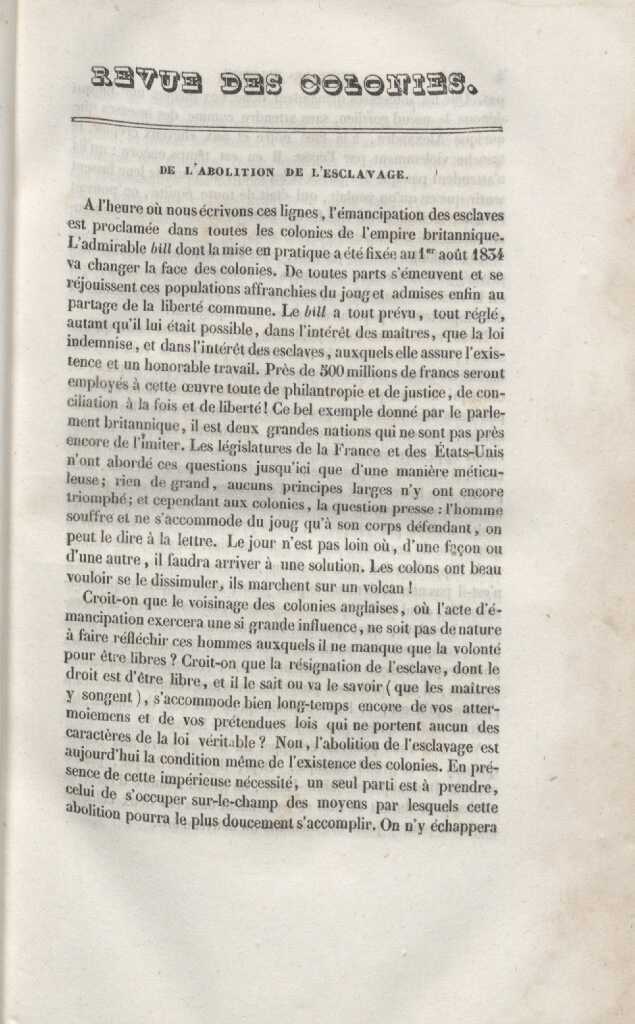 REVUE DES COLONIES.
DE L'ABOLITION DE L'ESCLAVAGE.
A l'heure où nous écrivons ces lignes, l'émancipation des esclaves
est proclamée dans toutes les colonies de l'empire britannique.
L'admirable bill dont la mise en pratique a été fixée au 1er août 1834
va changer la face des colonies. De toutes parts s'émeuvent et se
réjouissent ces populations affranchies du joug et admises enfin au
partage de la liberté commune. Le bill a tout prévu, tout réglé,
autant qu'il lui était possible, dans l'intérêt des maîtres, que la loi
indemnise, et dans l'intérêt des esclaves, auxquels elle assure l'exis-
tence et un honorable travail. Près de 500 millions de francs seront
employés à cette œuvre toute de philantropie et de justice, de con-
ciliation à la fois et de liberté! Ce bel exemple donné par le parle-
ment britannique, il est deux grandes nations qui ne sont pas près
encore de l'imiter. Les législatures de la France et des États-Unis
n'ont abordé ces questions jusqu'ici que d'une manière méticu-
leuse; rien de grand, aucuns principes larges n'y ont encore
triomphé; et cependant aux colonies, la question presse: l'homme
souffre et ne s'accommode du joug qu'à son corps défendant, on
peut le dire à la lettre. Le jour n'est pas loin où, d'une façon ou
d'une autre, il faudra arriver à une solution. Les colons ont beau
vouloir se le dissimuler, ils marchent sur un volcan!
Croit-on que le voisinage des colonies anglaises, où l'acte d'é-
mancipation exercera une si grande influence, ne soit pas de nature
à faire réfléchir ces hommes auxquels il ne manque que la volonté
pour être libres? Croit-on que la résignation de l'esclave, dont le
droit est d'être libre, et il le sait ou va le savoir (que les maîtres
y songent), s'accommode bien long-temps encore de vos atter-
moiemens et de vos prétendues lois qui ne portent aucun des
caractères de la loi véritable? Non, l'abolition de l'esclavage est
aujourd'hui la condition même de l'existence des colonies. En pré-
sence de cette impérieuse nécessité, un seul parti est à prendre,
celui de s'occuper sur-le-champ des moyens par lesquels cette
abolition pourra le plus doucement s'accomplir. On n'y échappera